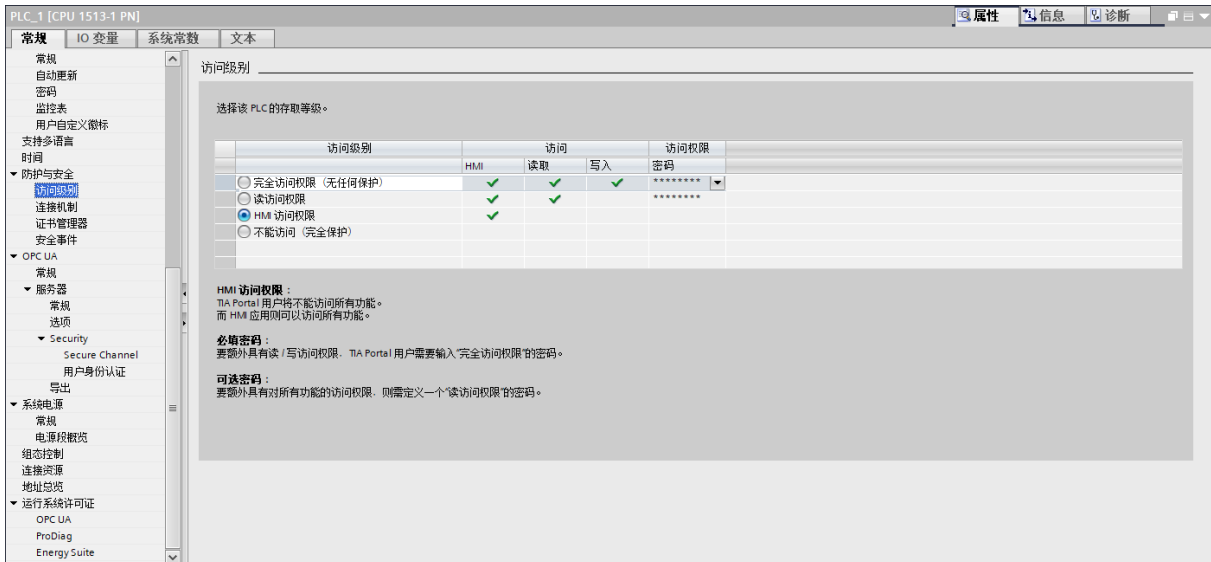 PLC_1 [CPU 1513-1 PN]
属性 信息 诊断
常规 IO 变量 系统常数 文本
常规
自动更新
密码
监控表
用户自定义徽标
支持多语言
时间
防护与安全
访问级别
连接机制
证书管理器
安全事件
OPC UA
常规
服务器
常规
选项
Security
Secure Channel
用户身份认证
导出
系统电源
常规
电源段概览
组态控制
连接资源
地址总览
运行系统许可证
OPC UA
ProDiag
Energy Suite
访问级别
选择该 PLC 的存取等级。
访问级别 访问 访问权限
HMI 读取 写入 密码
完全访问权限（无任何保护） ********
读访问权限 ********
HMI 访问权限
不能访问（完全保护）
HMI 访问权限：
TIA Portal 用户将不能访问所有功能。
而 HMI 应用则可以访问所有功能。
必填密码：
要额外具有读 / 写访问权限，TIA Portal 用户需要输入“完全访问权限”的密码。
可选密码：
要额外具有对所有功能的访问权限，则需定义一个“读访问权限”的密码。